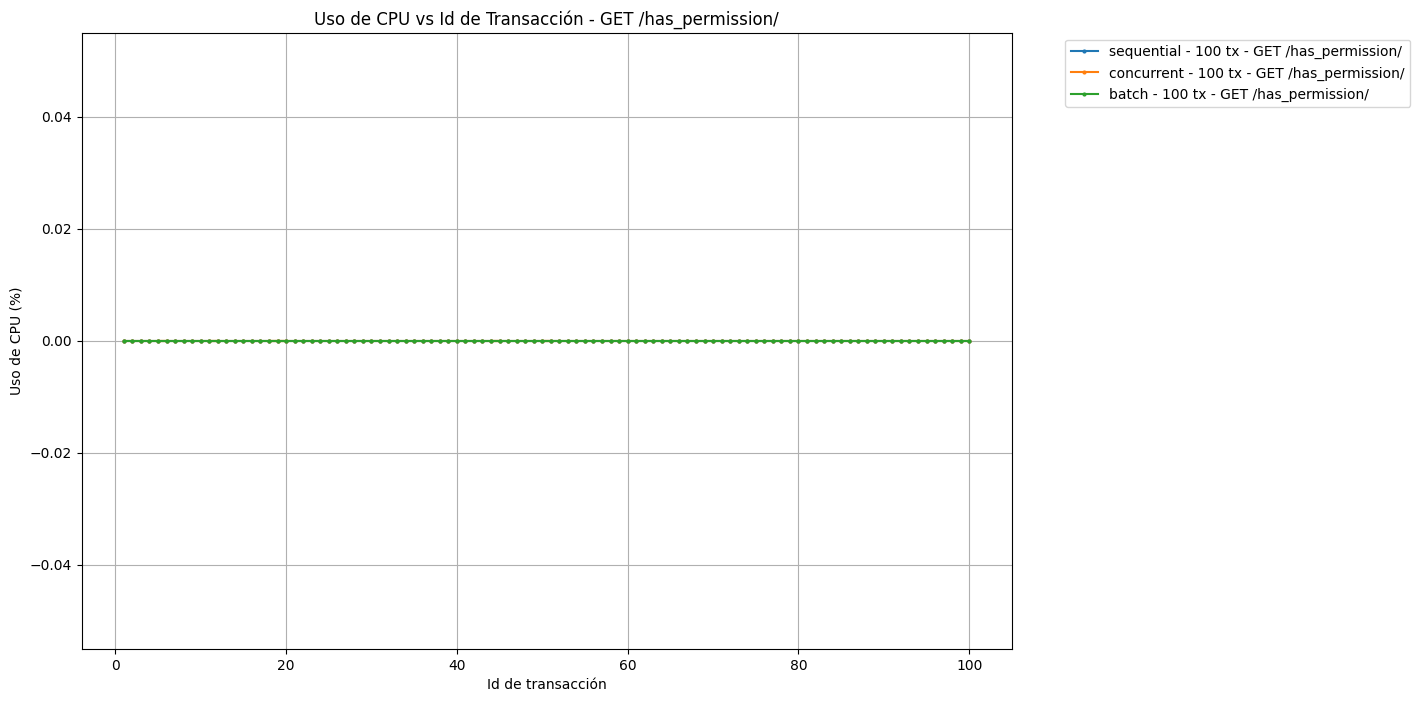 Uso de CPU vs Id de Transacción - GET /has_permission/
sequential - 100 tx - GET /has_permission/
concurrent - 100 tx - GET /has_permission/
batch - 100 tx - GET /has_permission/
Uso de CPU (%)
0.04
0.02
0.00
−0.02
−0.04
0 20 40 60 80 100
Id de transacción